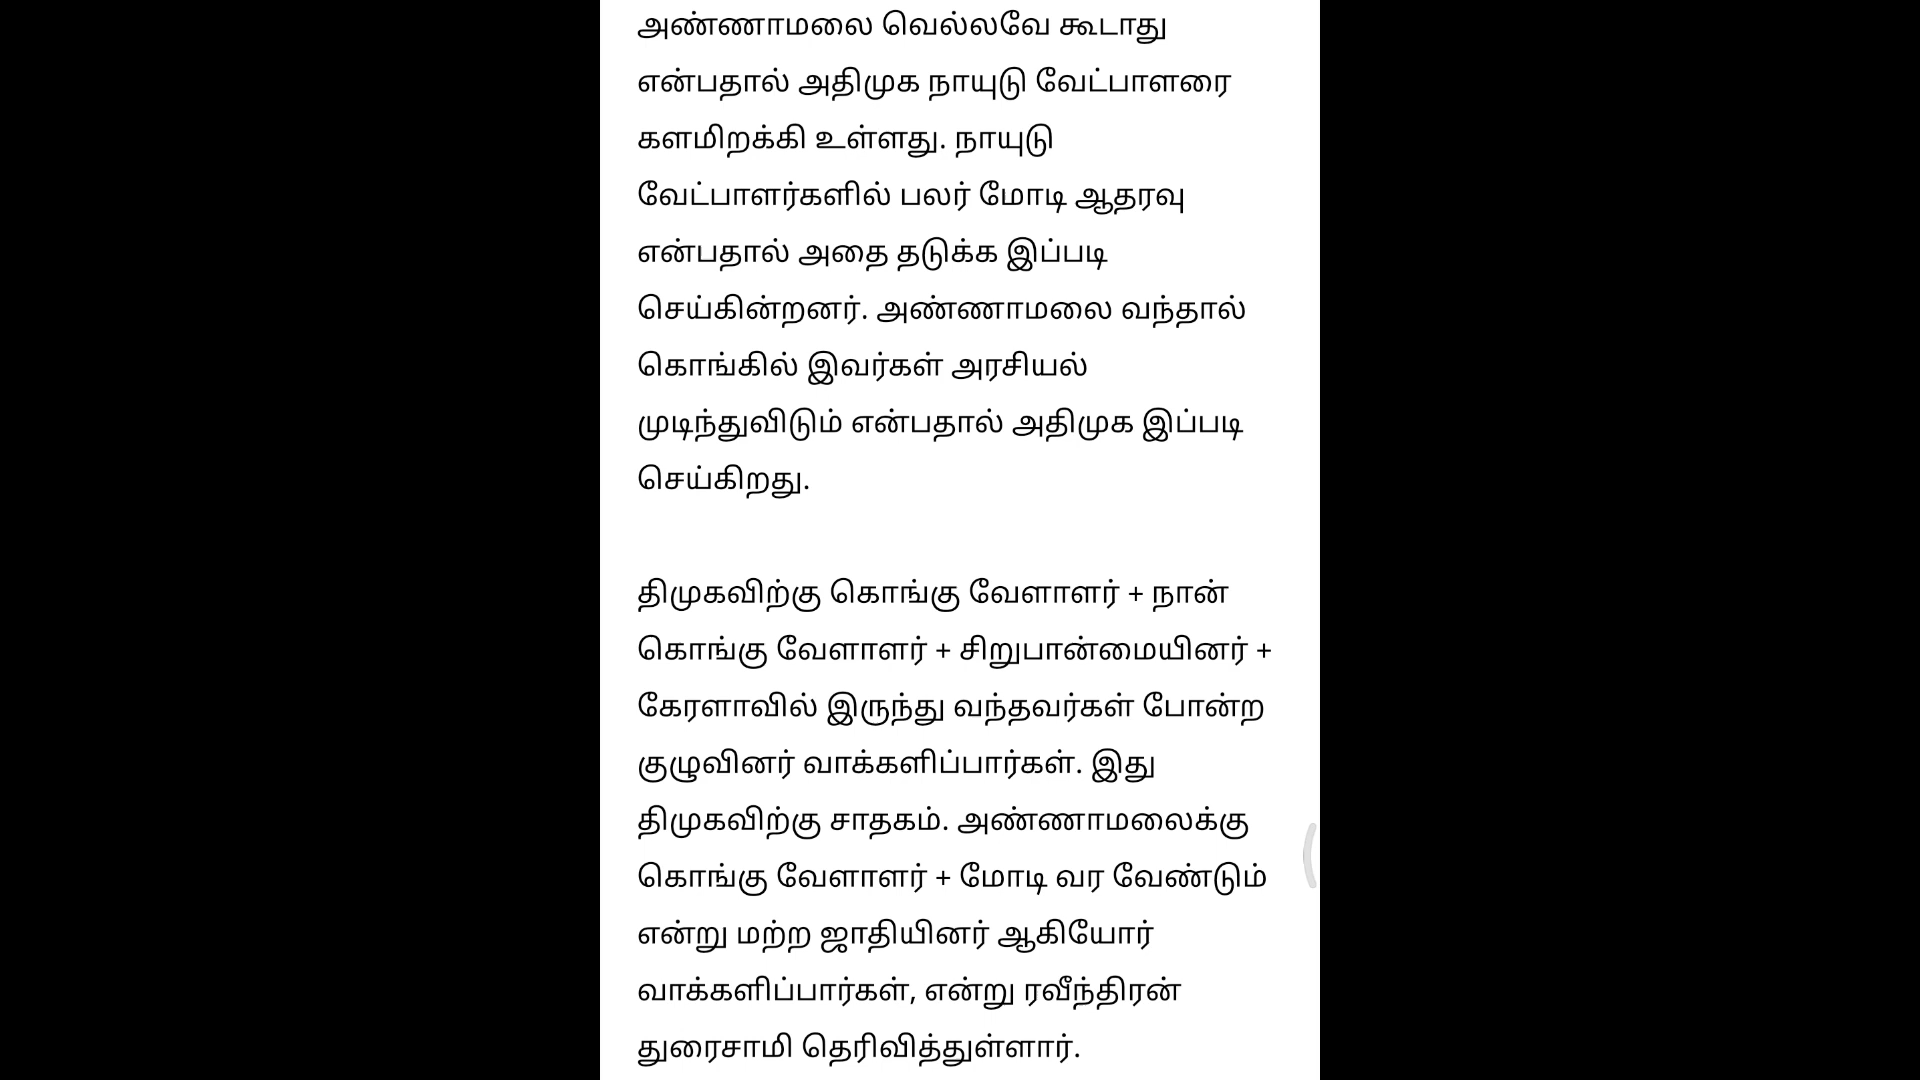 அண்ணாமலை வெல்லவே கூடாது
என்பதால் அதிமுக நாயுடு வேட்பாளரை
களமிறக்கி உள்ளது. நாயுடு
வேட்பாளர்களில் பலர் மோடி ஆதரவு
என்பதால் அதை தடுக்க இப்படி
செய்கின்றனர். அண்ணாமலை வந்தால்
கொங்கில் இவர்கள் அரசியல்
முடிந்துவிடும் என்பதால் அதிமுக இப்படி
செய்கிறது.
திமுகவிற்கு கொங்கு வேளாளர் + நான்
கொங்கு வேளாளர் + சிறுபான்மையினர் +
கேரளாவில் இருந்து வந்தவர்கள் போன்ற
குழுவினர் வாக்களிப்பார்கள். இது
திமுகவிற்கு சாதகம். அண்ணாமலைக்கு
கொங்கு வேளாளர் + மோடி வர வேண்டும்
என்று மற்ற ஜாதியினர் ஆகியோர்
வாக்களிப்பார்கள், என்று ரவீந்திரன்
துரைசாமி தெரிவித்துள்ளார்.